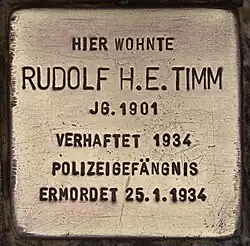 HIER WOHNTE
RUDOLF H.E. TIMM
JG. 1901
VERHAFTET 1934
POLIZEIGEFÄNGNIS
ERMORDET 25.1.1934